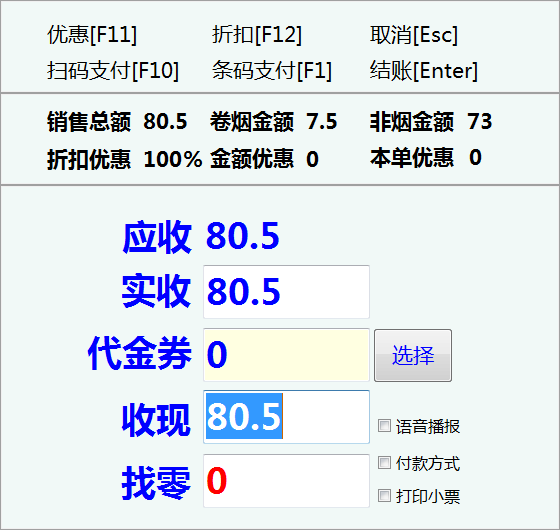 优惠[F11] 折扣[F12] 取消[Esc]
扫码支付[F10] 条码支付[F1] 结账[Enter]
销售总额 80.5 卷烟金额 7.5 非烟金额 73
折扣优惠 100% 金额优惠 0 本单优惠 0
应收 80.5
实收 80.5
代金券 0 选择
收现 80.5 语音播报
付款方式
找零 0 打印小票